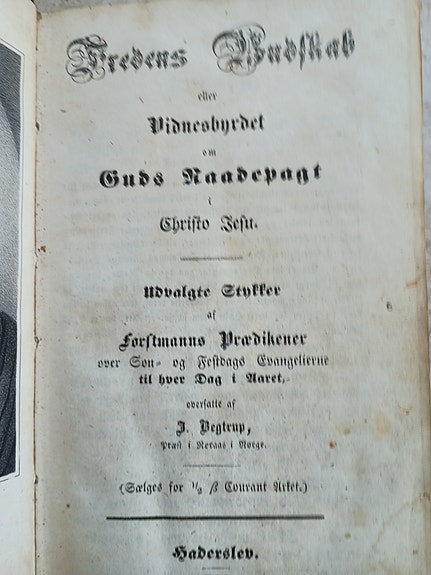 Fredens Budskab
eller
Vidnesbyrdet
om
Guds Naadepagt
i
Christo Jesu.
Udvalgte Stykker
af
Forstmanns Prædikener
over Søn- og Festdags Evangelierne
til hver Dag i Aaret,
oversatte af
J. Begtrup,
Præst i Røraas i Norge.
(Sælges for 1/2 ß Courant Arket.)
Haderslev.